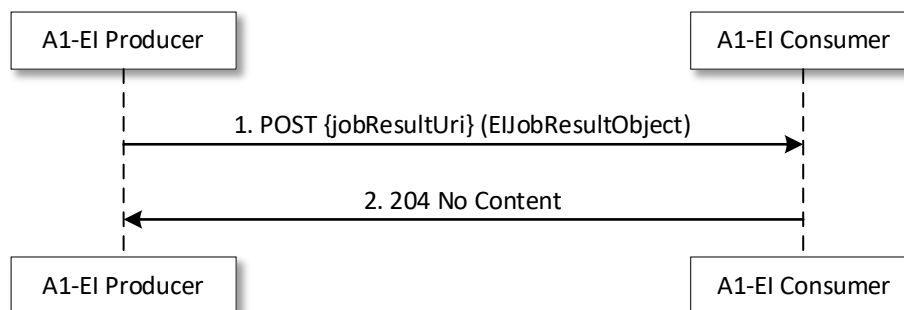 A1-EI Producer
A1-EI Consumer
1. POST {jobResultUri} (EIJobResultObject)
2. 204 No Content
A1-EI Producer
A1-EI Consumer